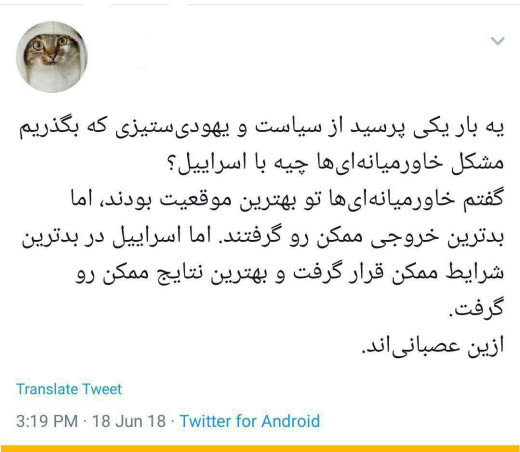 یه بار یکی پرسید از سیاست و یهودی‌ستیزی که بگذریم
مشکل خاورمیانه‌ای‌ها چیه با اسراییل؟
گفتم خاورمیانه‌ای‌ها تو بهترین موقعیت بودند، اما
بدترین خروجی ممکن رو گرفتند. اما اسراییل در بدترین
شرایط ممکن قرار گرفت و بهترین نتایج ممکن رو
گرفت.
ازین عصبانی‌اند.
Translate Tweet
3:19 PM · 18 Jun 18 · Twitter for Android